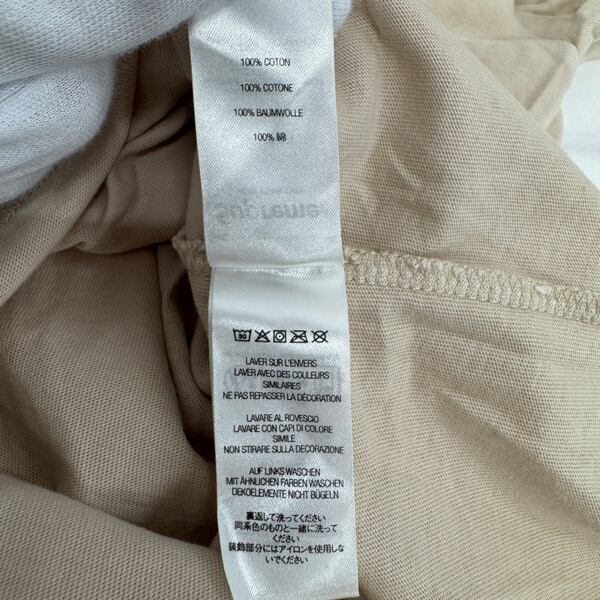 100% COTON
100% COTONE
100% BAUMWOLLE
100% 綿
Supreme
30
LAVER SUR L'ENVERS
LAVER AVEC DES COULEURS
SIMILAIRES
NE PAS REPASSER LA DÉCORATION
LAVARE AL ROVESCIO
LAVARE CON CAPI DI COLORE
SIMILE
NON STIRARE SULLA DECORAZIONE
AUF LINKS WASCHEN
MIT ÄHNLICHEN FARBEN WASCHEN
DEKOELEMENTE NICHT BÜGELN
裏返して洗ってください
同系色のものと一緒に洗って
ください
装飾部分にはアイロンを使用しな
いでください